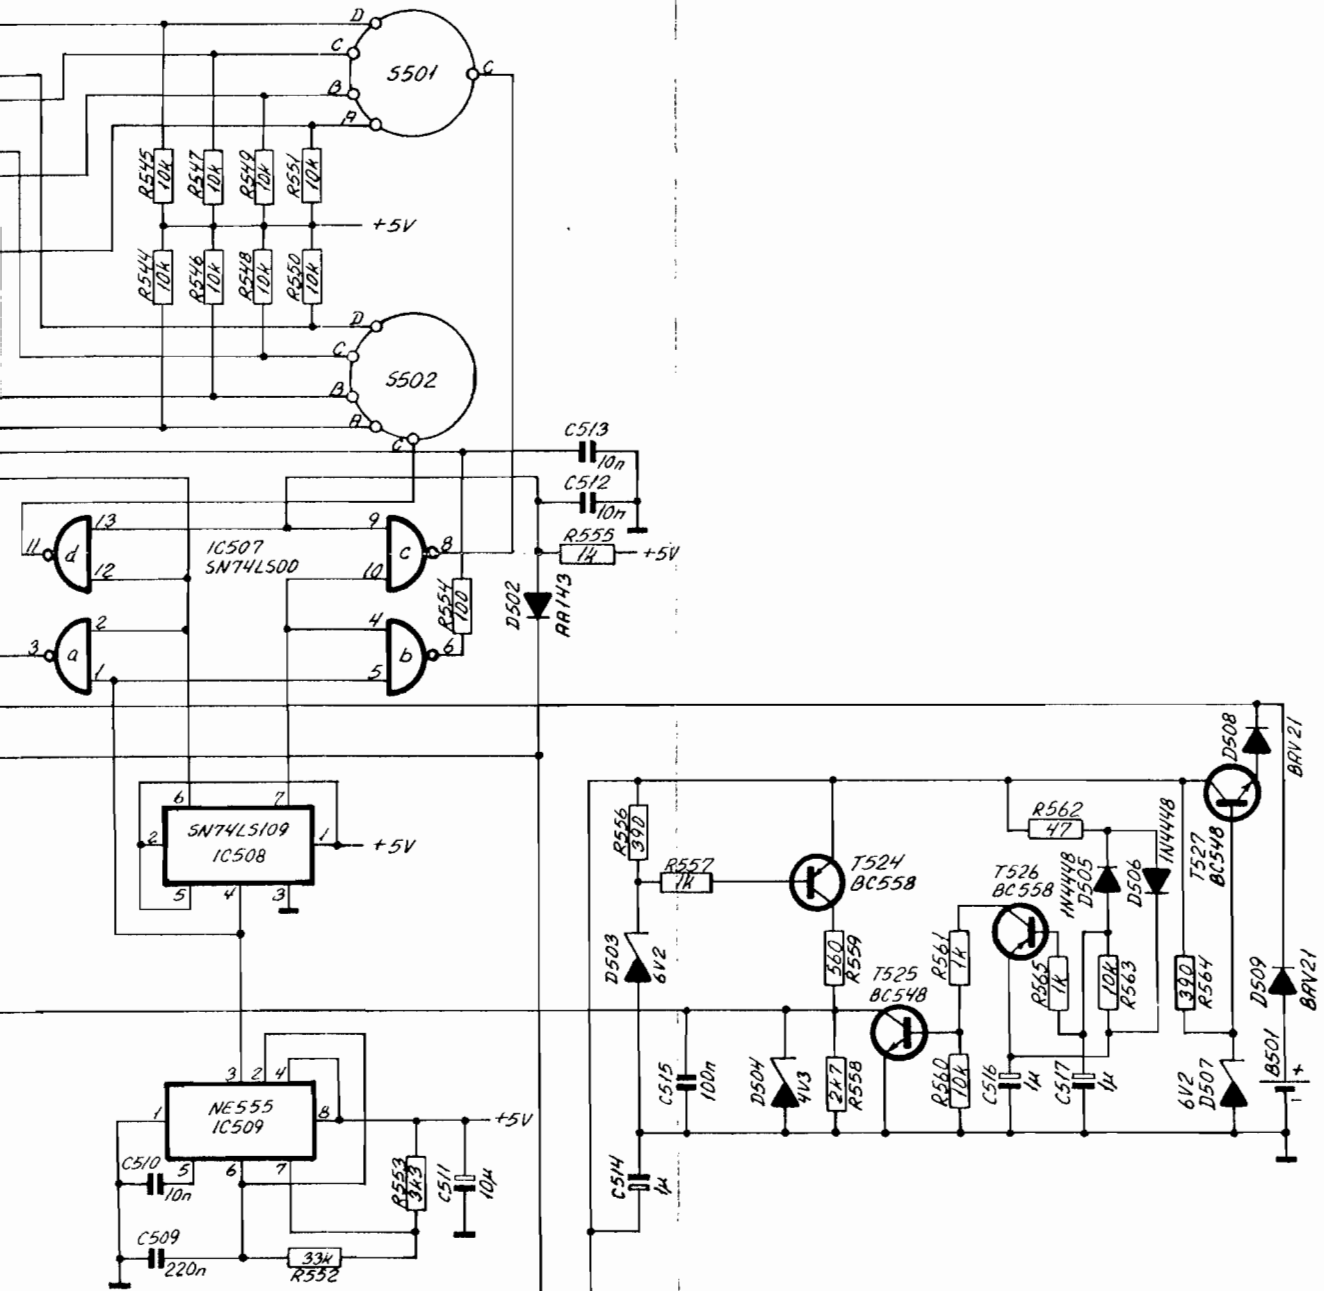 D
C
S501
C
B
A
R545 10k
R547 10k
R549 10k
R551 10k
+5V
R544 10k
R546 10k
R548 10k
R550 10k
D
C
S502
B
A
C
C513
10n
C512
10n
R555
1k
+5V
11
d
13
12
IC507
SN74LS00
9
10
c
8
R554
100
D502
AA143
3
a
2
1
4
5
b
6
6
7
2
SN74LS109
IC508
1
+5V
5
4
3
3
2
4
1
NE555
IC509
8
+5V
5
6
7
C510
10n
R553
3k3
C511
10µ
C509
220n
33k
R552
R556
390
R557
1k
T524
BC558
D503
6V2
560
R559
T525
BC548
R561
1k
C515
100n
D504
4V3
2k7
R558
R560
10k
C514
1µ
R562
47
T526
BC558
1N4448
D505
D506
1N4448
R565
1k
10k
R563
C516
1µ
C517
1µ
T527
BC548
D508
BAV21
390
R564
D509
BAV21
6V2
D507
B501
+
-